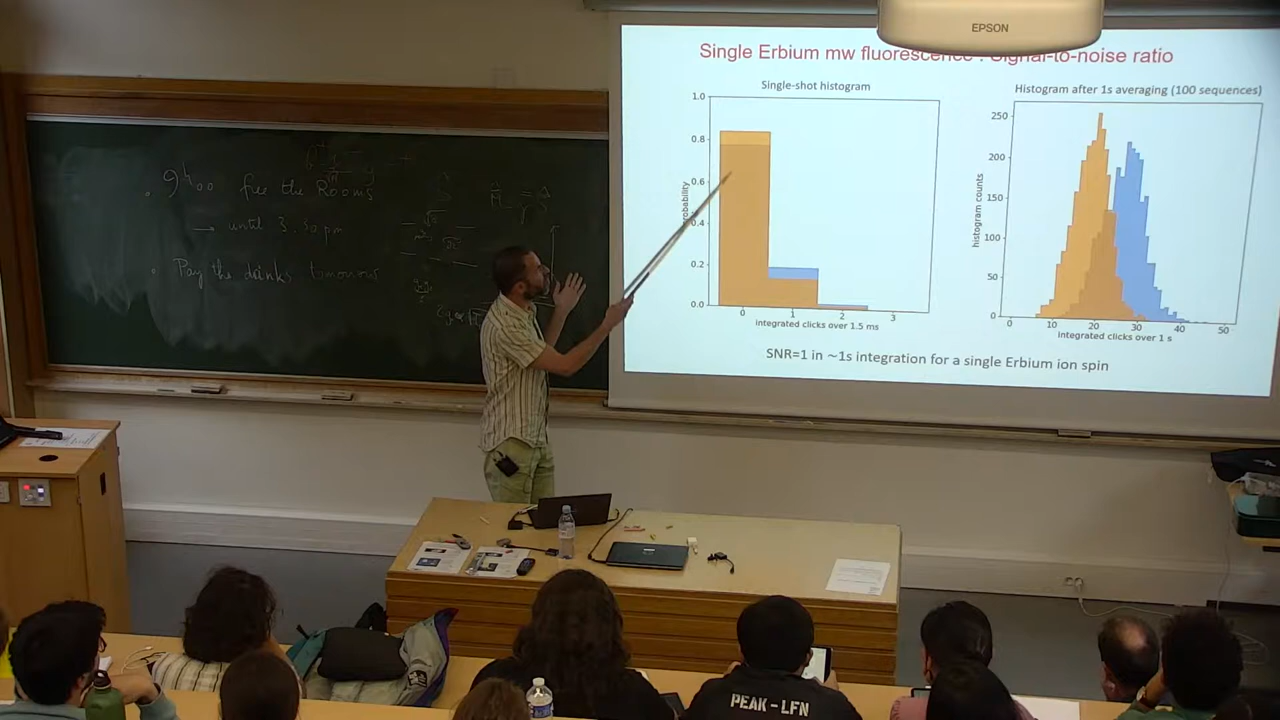 EPSON
Single Erbium mw fluorescence : Signal-to-noise ratio
Single-shot histogram
1.0
0.8
0.6
0.4
0.2
0.0
probability
0
1
2
3
integrated clicks over 1.5 ms
Histogram after 1s averaging (100 sequences)
250
200
150
100
50
0
histogram counts
0
10
20
30
40
50
integrated clicks over 1 s
SNR=1 in ~1s integration for a single Erbium ion spin
free the Rooms
→ until 3.50 pm
Pay the drinks tomorrow
PEAK - LFN